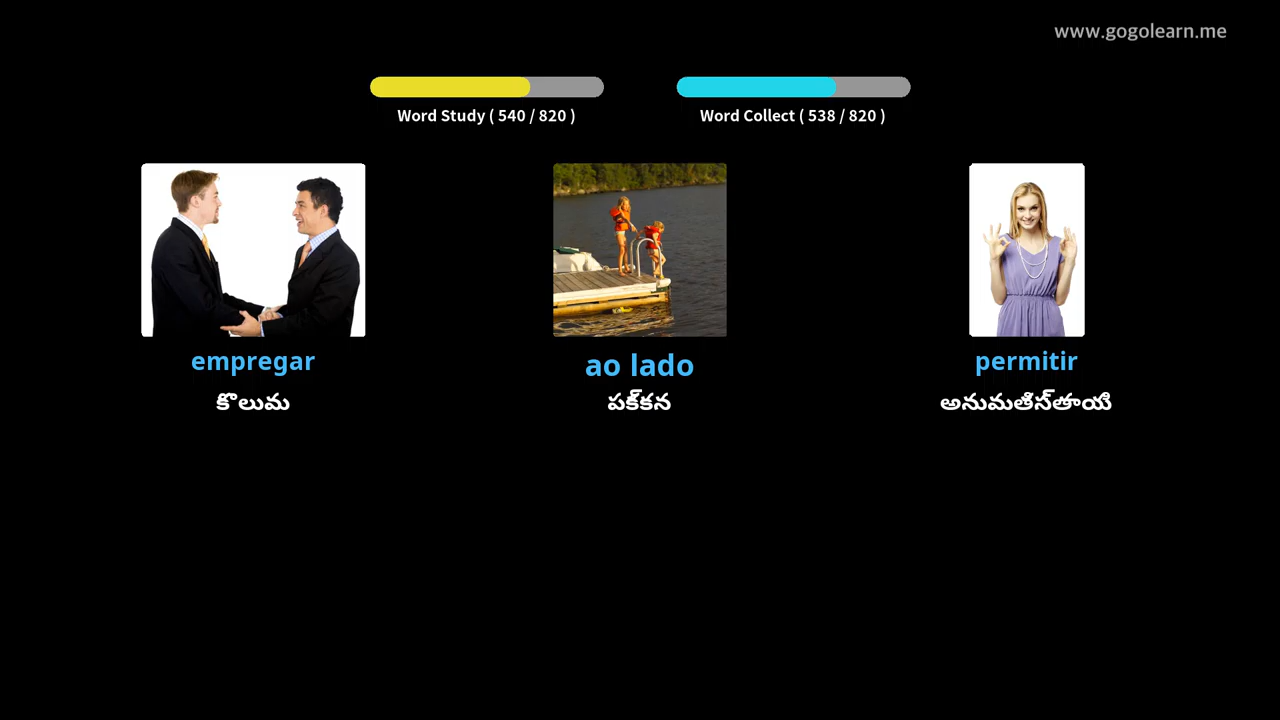 www.gogolearn.me
Word Study ( 540 / 820 )
Word Collect ( 538 / 820 )
empregar
ao lado
permitir
కొలుమ
పక్కన
అనుమతిస్తాయి